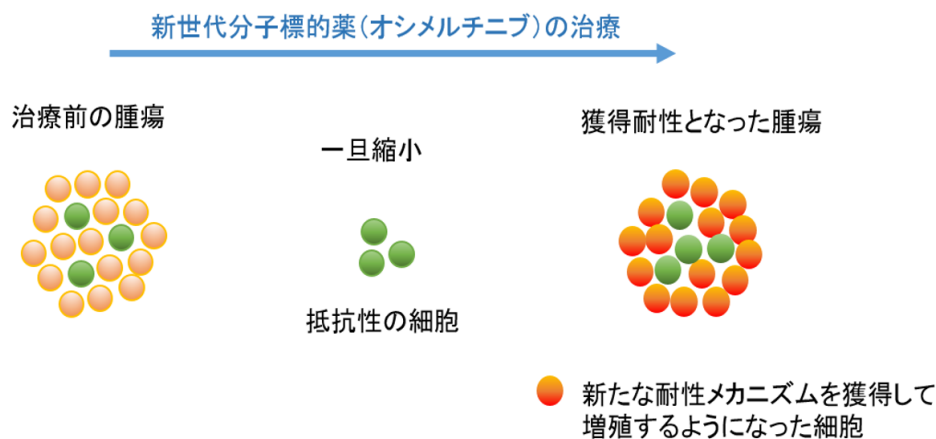 新世代分子標的薬（オシメルチニブ）の治療
治療前の腫瘍
一旦縮小
獲得耐性となった腫瘍
抵抗性の細胞
新たな耐性メカニズムを獲得して
増殖するようになった細胞